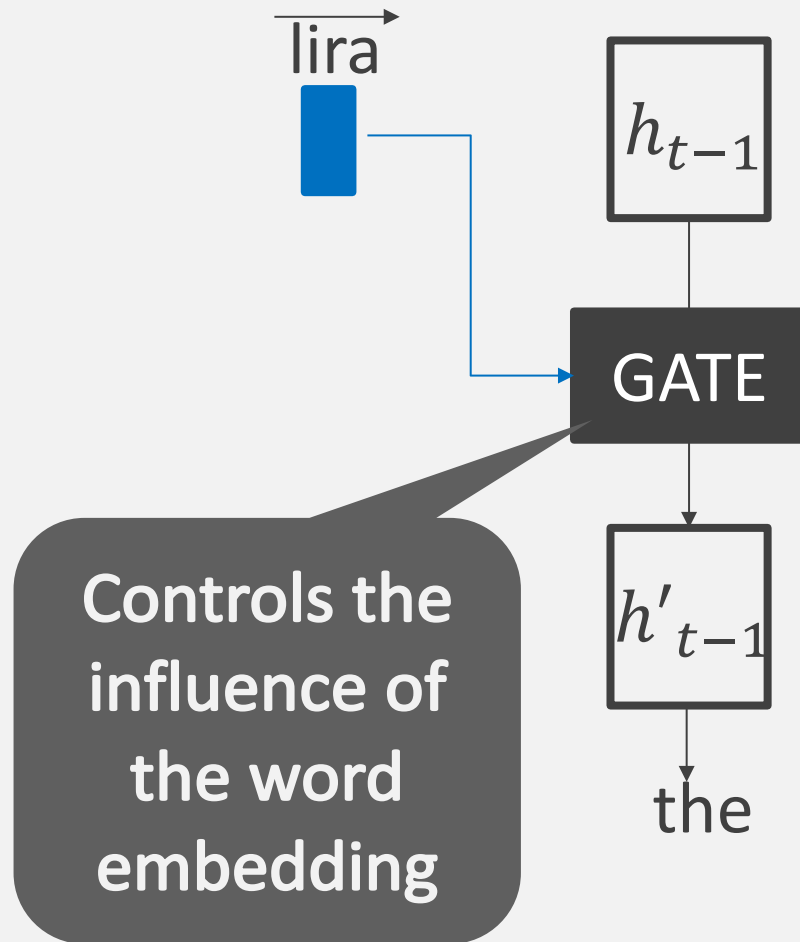 lira
h_{t−1}
GATE
Controls the
influence of
the word
embedding
h′_{t−1}
the